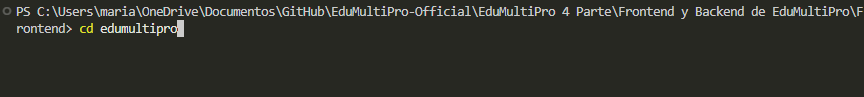 PS C:\Users\maria\OneDrive\Documentos\GitHub\EduMultiPro-Official\EduMultiPro 4 Parte\Frontend y Backend de EduMultiPro\F
rontend> cd edumultipro